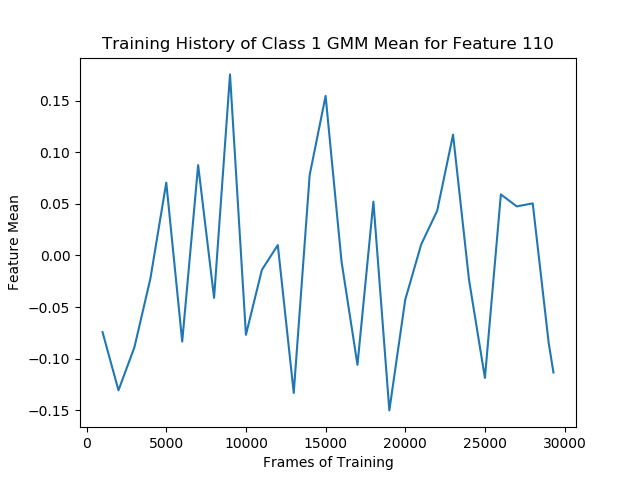 Training History of Class 1 GMM Mean for Feature 110
0.15
0.10
0.05
0.00
−0.05
−0.10
−0.15
Feature Mean
0 5000 10000 15000 20000 25000 30000
Frames of Training